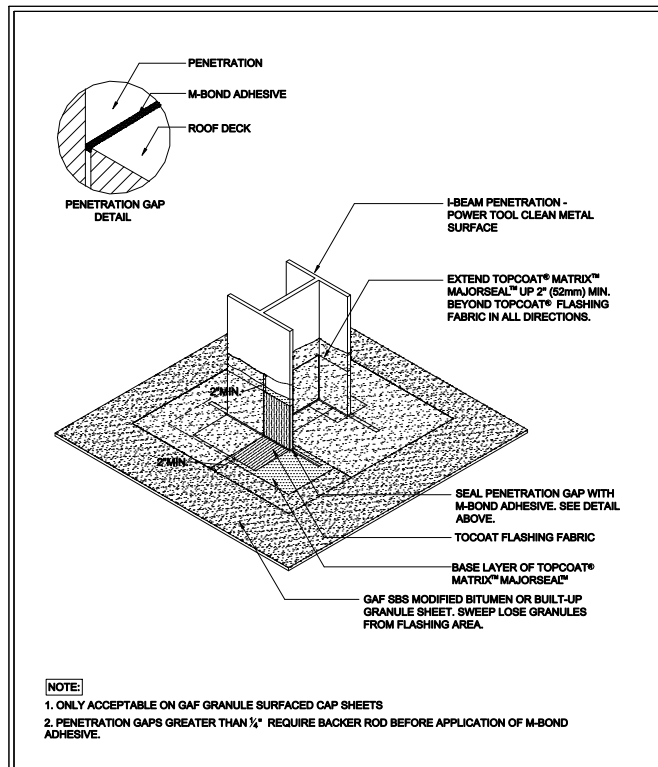 PENETRATION
M-BOND ADHESIVE
ROOF DECK
PENETRATION GAP
DETAIL
I-BEAM PENETRATION -
POWER TOOL CLEAN METAL
SURFACE
EXTEND TOPCOAT® MATRIX™
MAJORSEAL™ UP 2" (52mm) MIN.
BEYOND TOPCOAT® FLASHING
FABRIC IN ALL DIRECTIONS.
2"MIN.
2"MIN.
SEAL PENETRATION GAP WITH
M-BOND ADHESIVE. SEE DETAIL
ABOVE.
TOCOAT FLASHING FABRIC
BASE LAYER OF TOPCOAT®
MATRIX™ MAJORSEAL™
GAF SBS MODIFIED BITUMEN OR BUILT-UP
GRANULE SHEET. SWEEP LOSE GRANULES
FROM FLASHING AREA.
NOTE:
1. ONLY ACCEPTABLE ON GAF GRANULE SURFACED CAP SHEETS
2. PENETRATION GAPS GREATER THAN ¼" REQUIRE BACKER ROD BEFORE APPLICATION OF M-BOND
ADHESIVE.